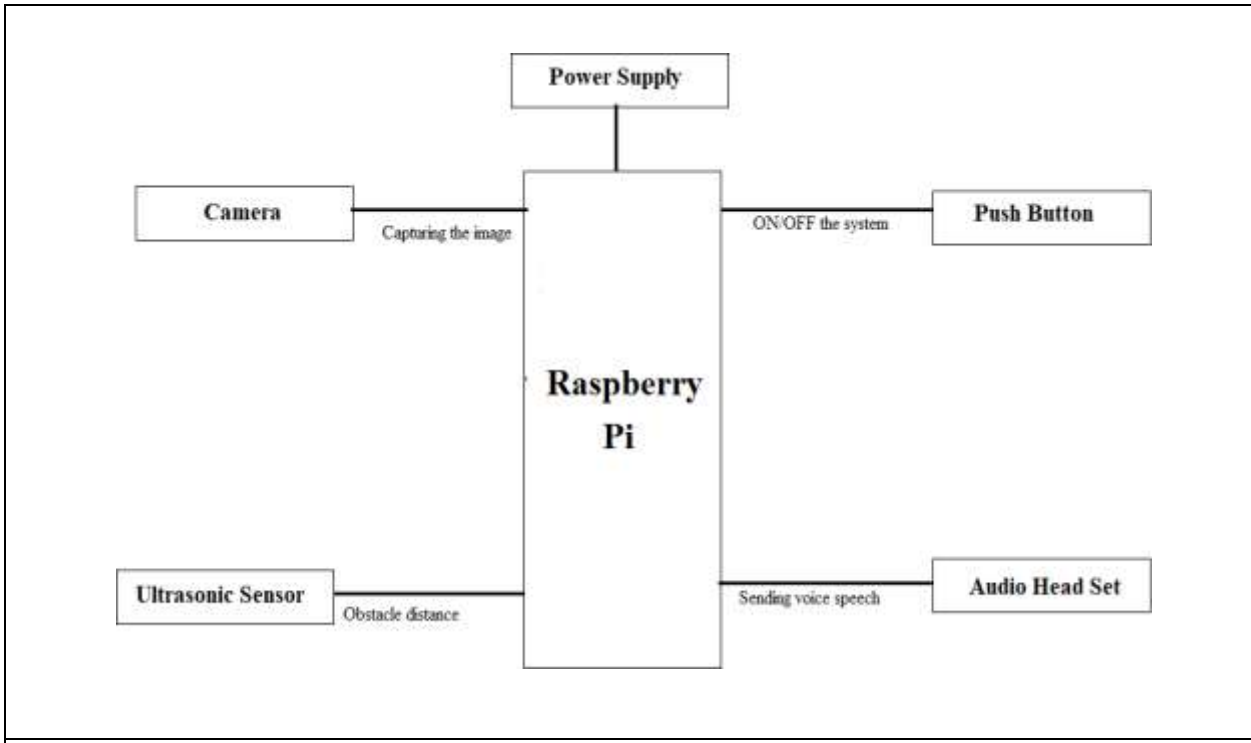 Power Supply
Camera
Capturing the image
ON/OFF the system
Push Button
Raspberry
Pi
Ultrasonic Sensor
Obstacle distance
Sending voice speech
Audio Head Set